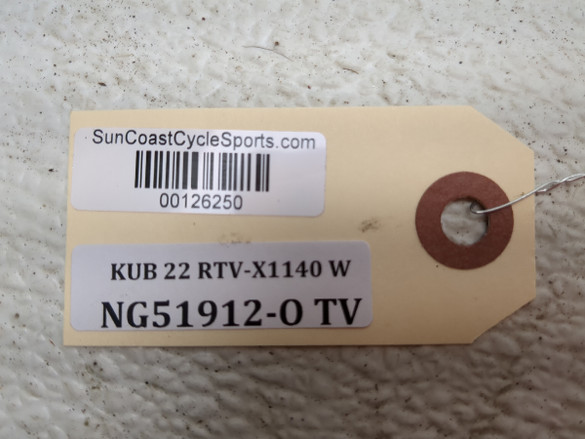 SunCoastCycleSports.com
00126250
KUB 22 RTV-X1140 W
NG51912-O TV